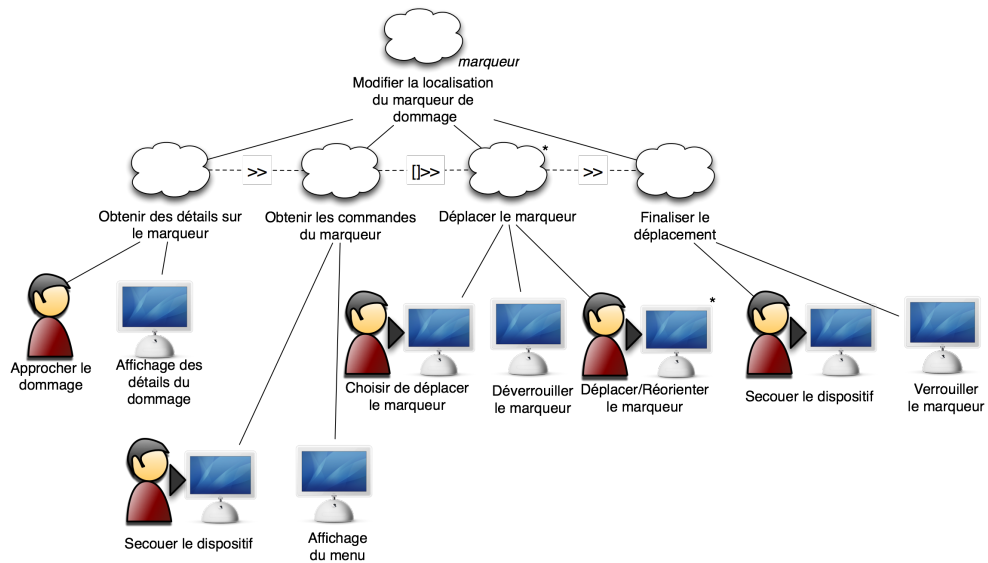 marqueur
Modifier la localisation
du marqueur de
dommage
*
>>
[]>>
>>
Obtenir des détails sur
le marqueur
Obtenir les commandes
du marqueur
Déplacer le marqueur
Finaliser le
déplacement
*
Approcher le
dommage
Affichage des
détails du
dommage
Choisir de déplacer
le marqueur
Déverrouiller
le marqueur
Déplacer/Réorienter
le marqueur
Secouer le dispositif
Verrouiller
le marqueur
Secouer le dispositif
Affichage
du menu